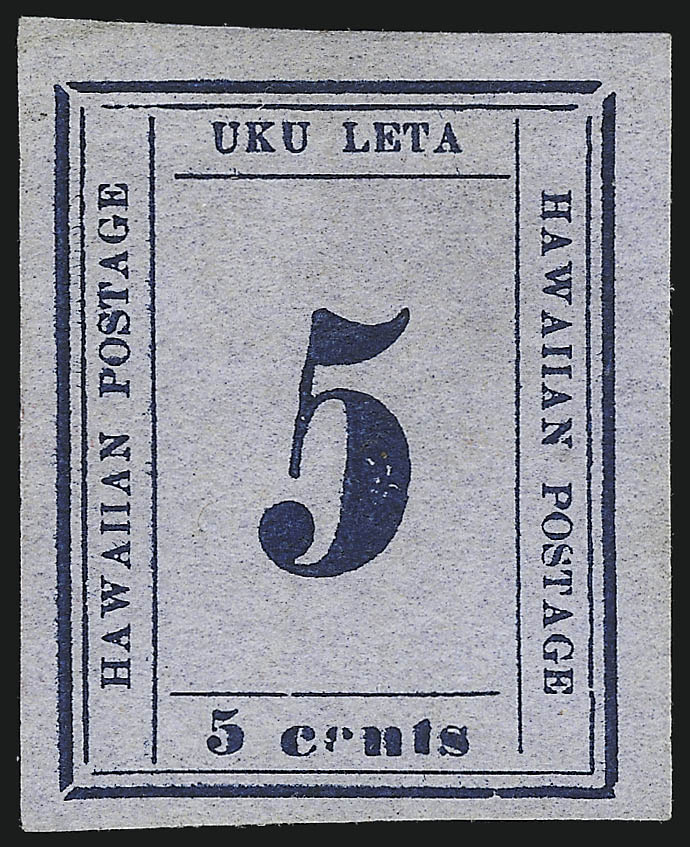 UKU LETA
HAWAIIAN POSTAGE
5
HAWAIIAN POSTAGE
5 cents